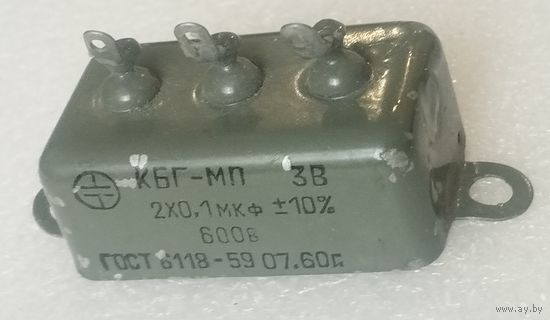 КБГ-МП 3В
2Х0,1мкф ±10%
600в
ГОСТ 6118-59 07.60г.
www.ay.by